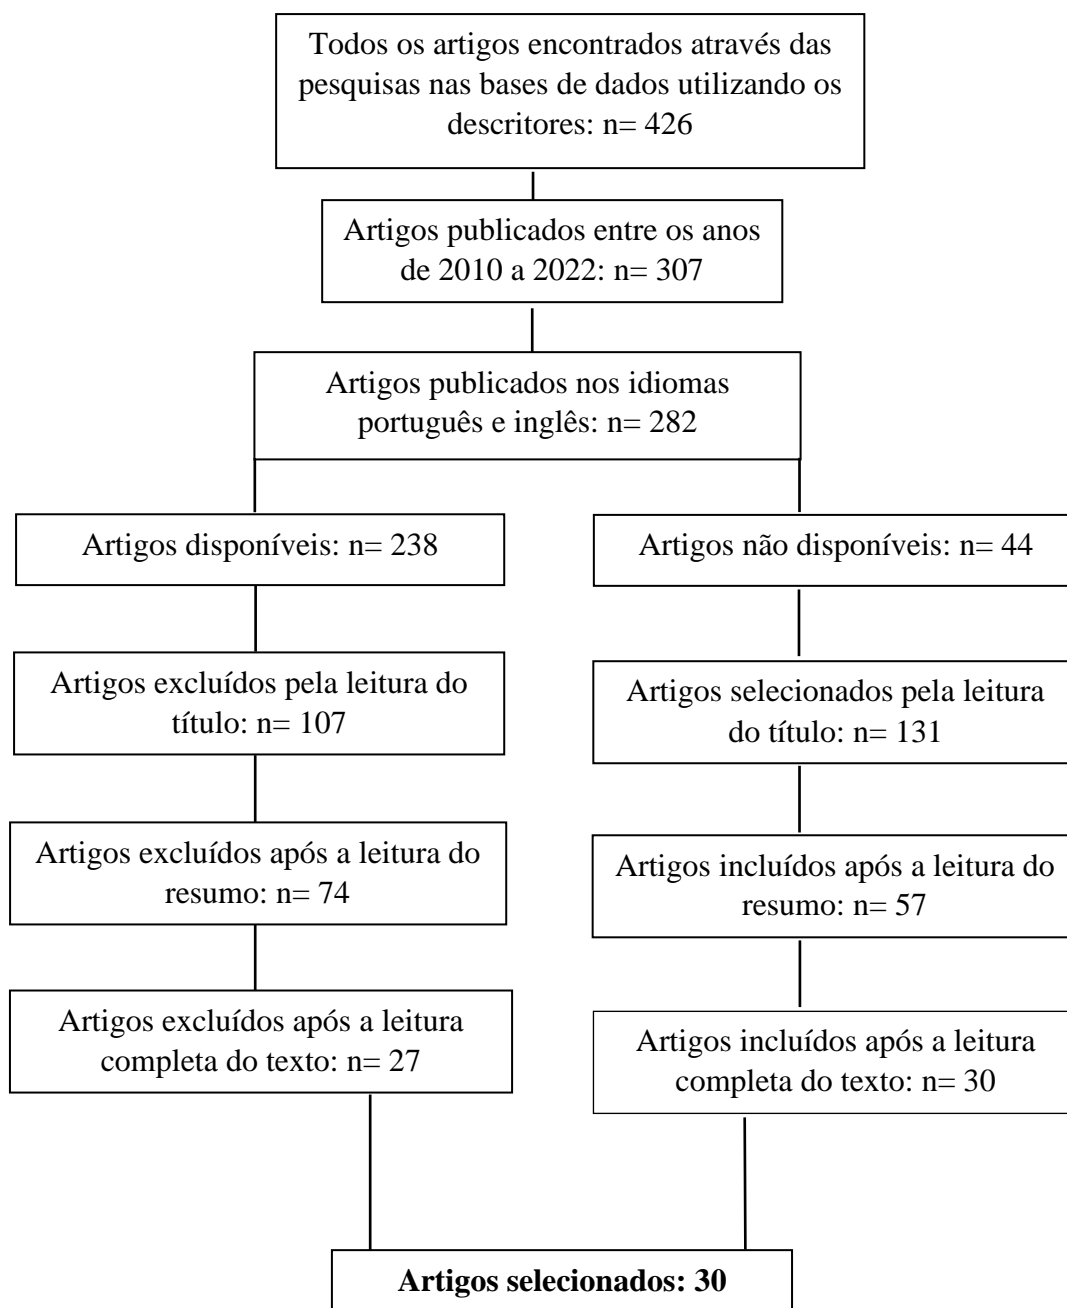 Todos os artigos encontrados através das
pesquisas nas bases de dados utilizando os
descritores: n= 426
Artigos publicados entre os anos
de 2010 a 2022: n= 307
Artigos publicados nos idiomas
português e inglês: n= 282
Artigos disponíveis: n= 238
Artigos não disponíveis: n= 44
Artigos excluídos pela leitura do
título: n= 107
Artigos selecionados pela leitura
do título: n= 131
Artigos excluídos após a leitura do
resumo: n= 74
Artigos incluídos após a leitura do
resumo: n= 57
Artigos excluídos após a leitura
completa do texto: n= 27
Artigos incluídos após a leitura
completa do texto: n= 30
Artigos selecionados: 30